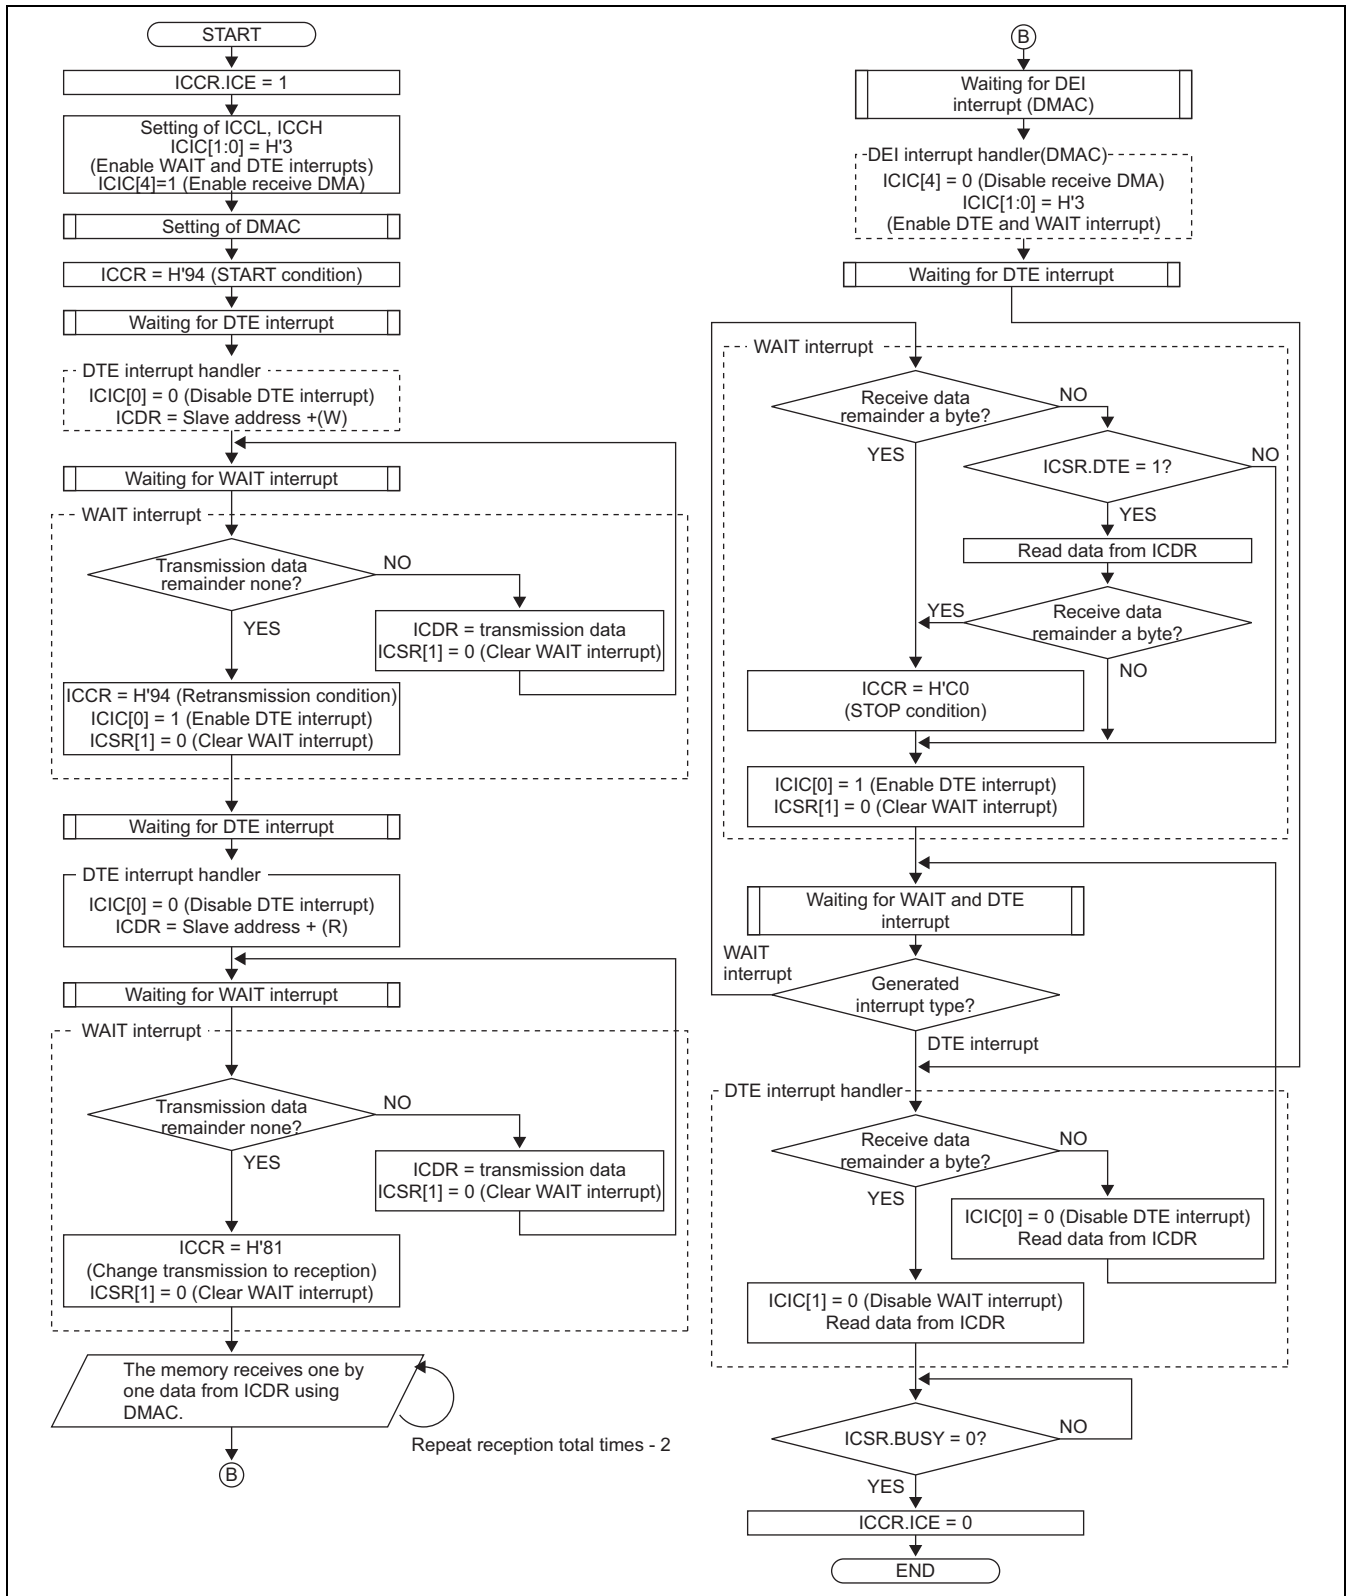 START
ICCR.ICE = 1
Setting of ICCL, ICCH
ICIC[1:0] = H'3
(Enable WAIT and DTE interrupts)
ICIC[4]=1 (Enable receive DMA)
Setting of DMAC
ICCR = H'94 (START condition)
Waiting for DTE interrupt
DTE interrupt handler
ICIC[0] = 0 (Disable DTE interrupt)
ICDR = Slave address +(W)
Waiting for WAIT interrupt
WAIT interrupt
Transmission data
remainder none?
NO
YES
ICDR = transmission data
ICSR[1] = 0 (Clear WAIT interrupt)
ICCR = H'94 (Retransmission condition)
ICIC[0] = 1 (Enable DTE interrupt)
ICSR[1] = 0 (Clear WAIT interrupt)
Waiting for DTE interrupt
DTE interrupt handler
ICIC[0] = 0 (Disable DTE interrupt)
ICDR = Slave address + (R)
Waiting for WAIT interrupt
WAIT interrupt
Transmission data
remainder none?
NO
YES
ICDR = transmission data
ICSR[1] = 0 (Clear WAIT interrupt)
ICCR = H'81
(Change transmission to reception)
ICSR[1] = 0 (Clear WAIT interrupt)
The memory receives one by
one data from ICDR using
DMAC.
Repeat reception total times - 2
B
B
Waiting for DEI
interrupt (DMAC)
DEI interrupt handler(DMAC)
ICIC[4] = 0 (Disable receive DMA)
ICIC[1:0] = H'3
(Enable DTE and WAIT interrupt)
Waiting for DTE interrupt
WAIT interrupt
Receive data
remainder a byte?
NO
YES
ICSR.DTE = 1?
NO
YES
Read data from ICDR
YES
Receive data
remainder a byte?
NO
ICCR = H'C0
(STOP condition)
ICIC[0] = 1 (Enable DTE interrupt)
ICSR[1] = 0 (Clear WAIT interrupt)
Waiting for WAIT and DTE
interrupt
WAIT
interrupt
Generated
interrupt type?
DTE interrupt
DTE interrupt handler
Receive data
remainder a byte?
NO
YES
ICIC[0] = 0 (Disable DTE interrupt)
Read data from ICDR
ICIC[1] = 0 (Disable WAIT interrupt)
Read data from ICDR
ICSR.BUSY = 0?
NO
YES
ICCR.ICE = 0
END